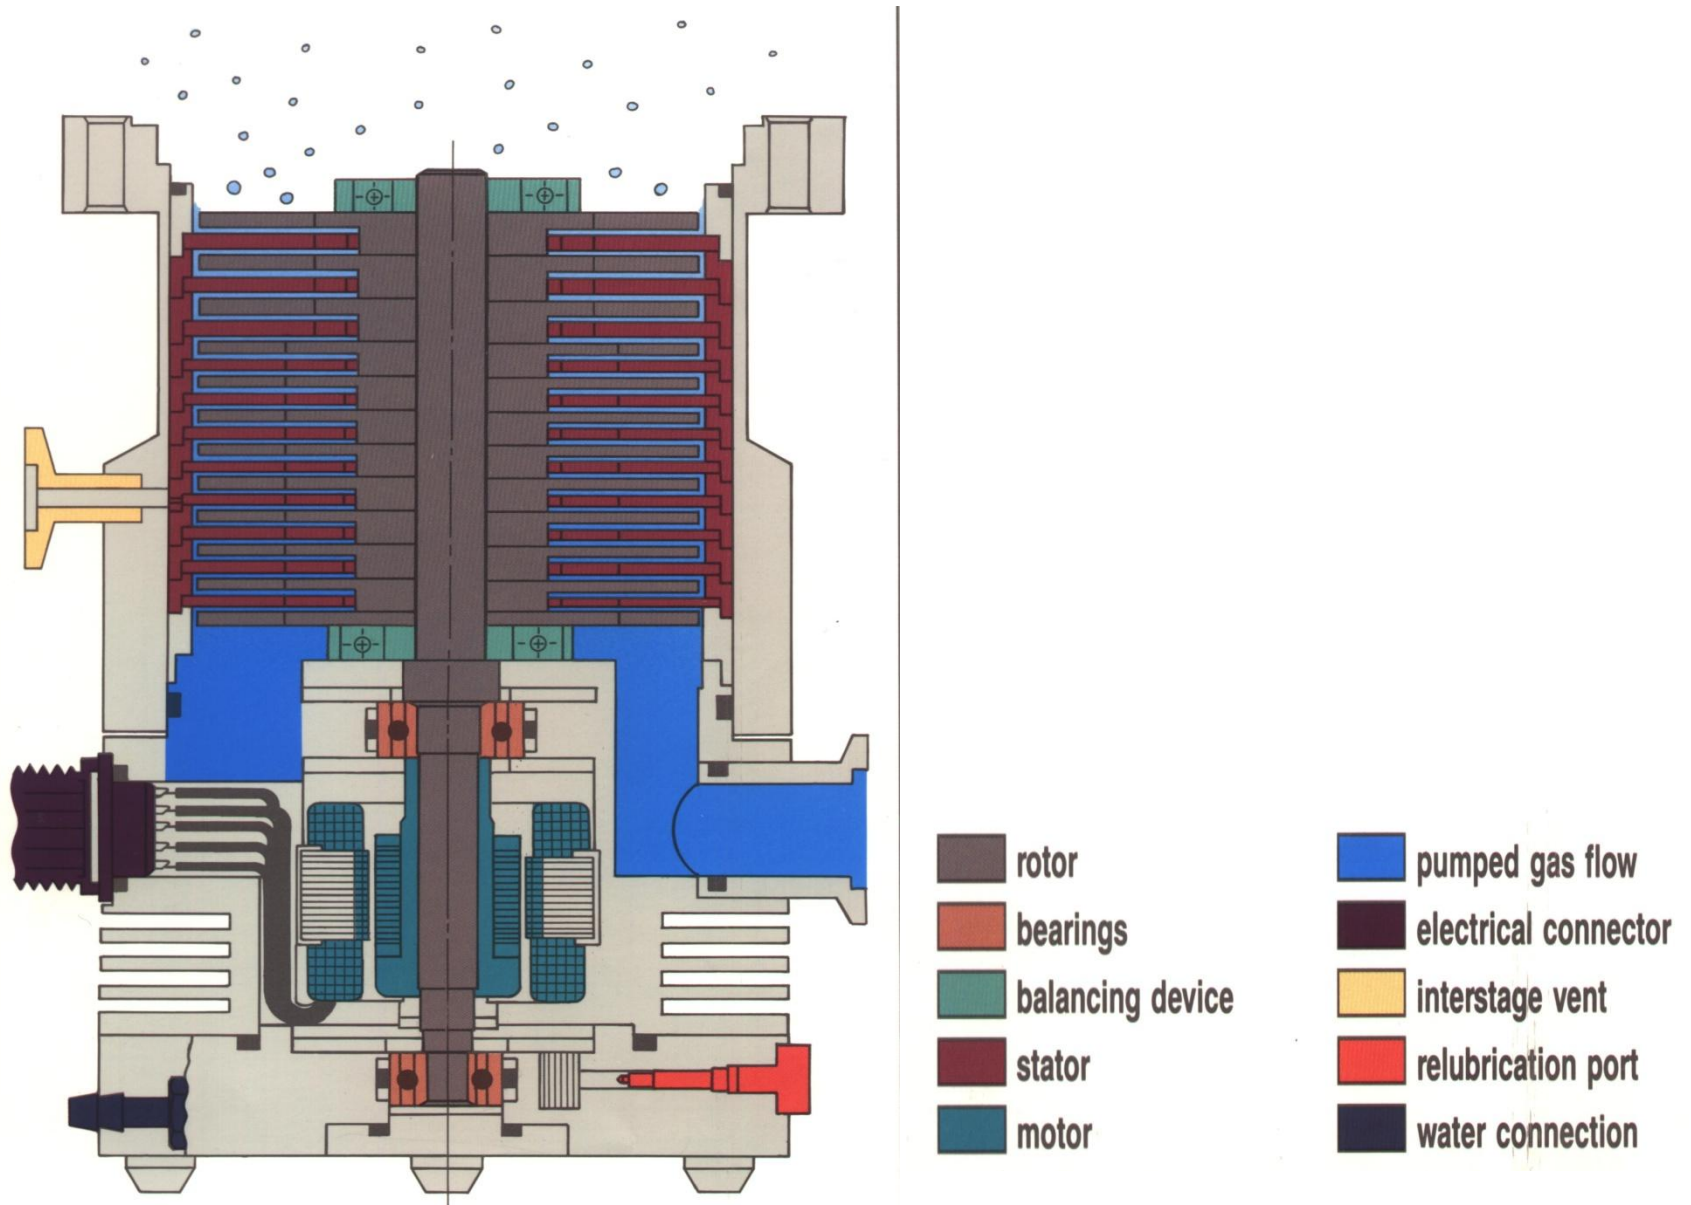 rotor
bearings
balancing device
stator
motor
pumped gas flow
electrical connector
interstage vent
relubrication port
water connection